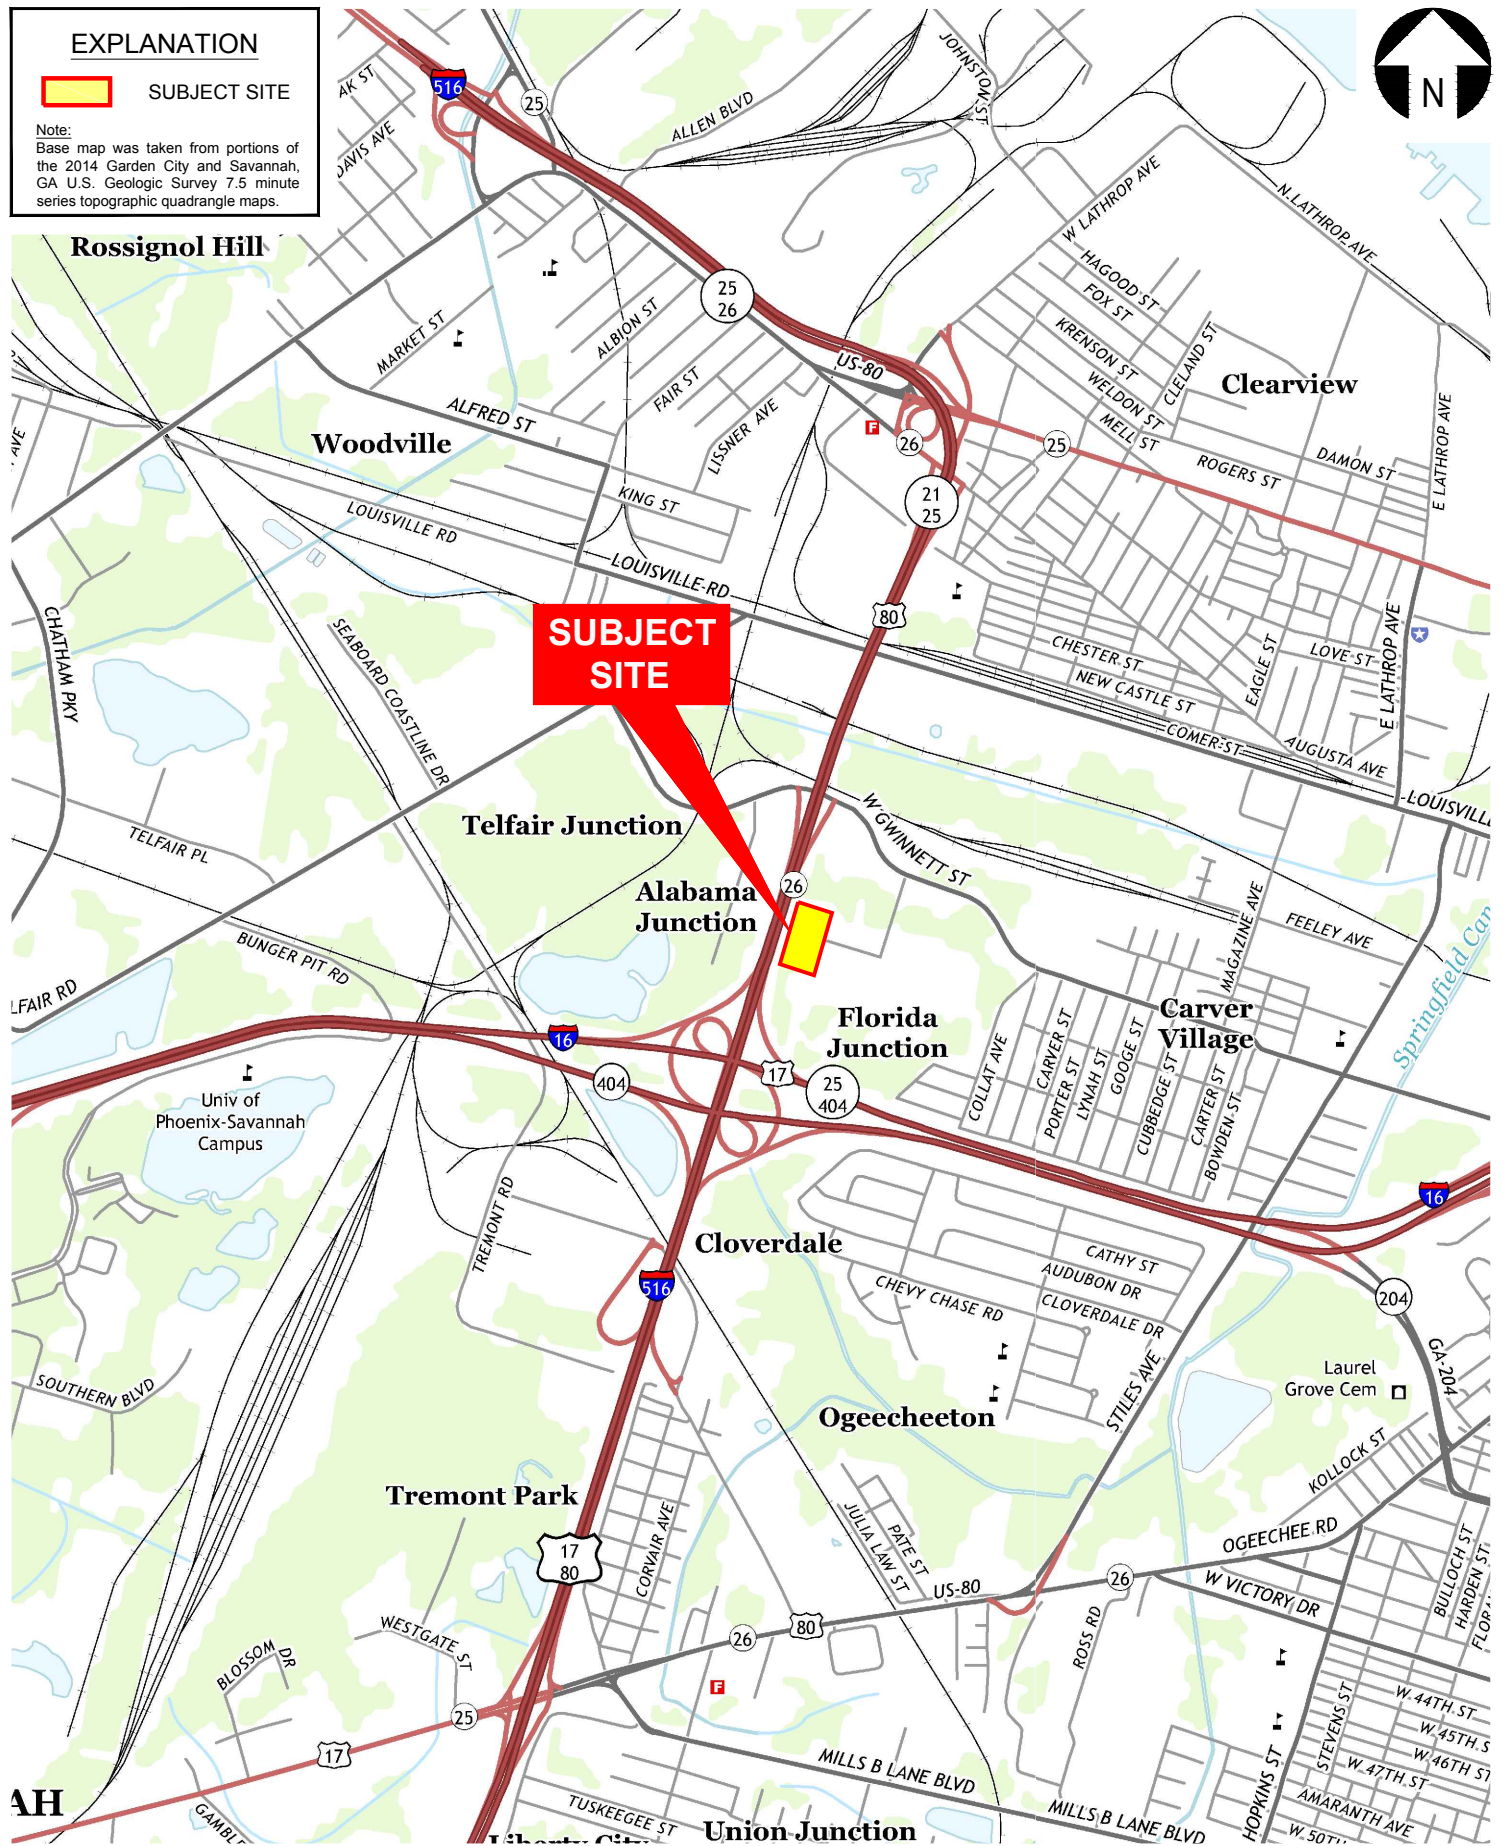 EXPLANATION
SUBJECT SITE
Note:
Base map was taken from portions of
the 2014 Garden City and Savannah,
GA U.S. Geologic Survey 7.5 minute
series topographic quadrangle maps.
N
516
25
AK ST
DAVIS AVE
ALLEN BLVD
JOHNSTON ST
W LATHROP AVE
N LATHROP AVE
Rossignol Hill
25
26
HAGOOD ST
FOX ST
MARKET ST
ALBION ST
KRENSON ST
CLELAND ST
US-80
WELDON ST
Clearview
FAIR ST
ALFRED ST
LISSNER AVE
MELL ST
E LATHROP AVE
AVE
Woodville
26
25
ROGERS ST
DAMON ST
KING ST
21
25
LOUISVILLE RD
LOUISVILLE RD
80
CHATHAM PKY
SEABOARD COASTLINE DR
SUBJECT
SITE
CHESTER ST
NEW CASTLE ST
EAGLE ST
LOVE ST
E LATHROP AVE
COMER ST
AUGUSTA AVE
LOUISVILL
TELFAIR PL
Telfair Junction
W GWINNETT ST
Alabama
Junction
26
MAGAZINE AVE
FEELEY AVE
BUNGER PIT RD
LFAIR RD
Springfield Can
16
Florida
Junction
Carver
Village
COLLAT AVE
CARVER ST
PORTER ST
LYNAH ST
GOOGE ST
CUBBEDGE ST
CARTER ST
BOWDEN ST
404
17
25
404
Univ of
Phoenix-Savannah
Campus
TREMONT RD
16
Cloverdale
CATHY ST
AUDUBON DR
CLOVERDALE DR
CHEVY CHASE RD
516
204
GA-204
STILES AVE
Laurel
Grove Cem
SOUTHERN BLVD
Ogeecheeton
KOLLOCK ST
Tremont Park
CORVAIR AVE
JULIA LAW ST
PATE ST
OGEECHEE RD
17
80
US-80
26
W VICTORY DR
BULLOCH ST
HARDEN ST
FLORA
WESTGATE ST
26
80
ROSS RD
BLOSSOM DR
F
F
25
17
STEVENS ST
W 44TH ST
W 45TH S
W 46TH ST
W 47TH ST
AMARANTH AVE
W 50TH
HOPKINS ST
MILLS B LANE BLVD
MILLS B LANE BLVD
AH
GAMBLE
TUSKEEGEE ST
Liberty City
Union Junction